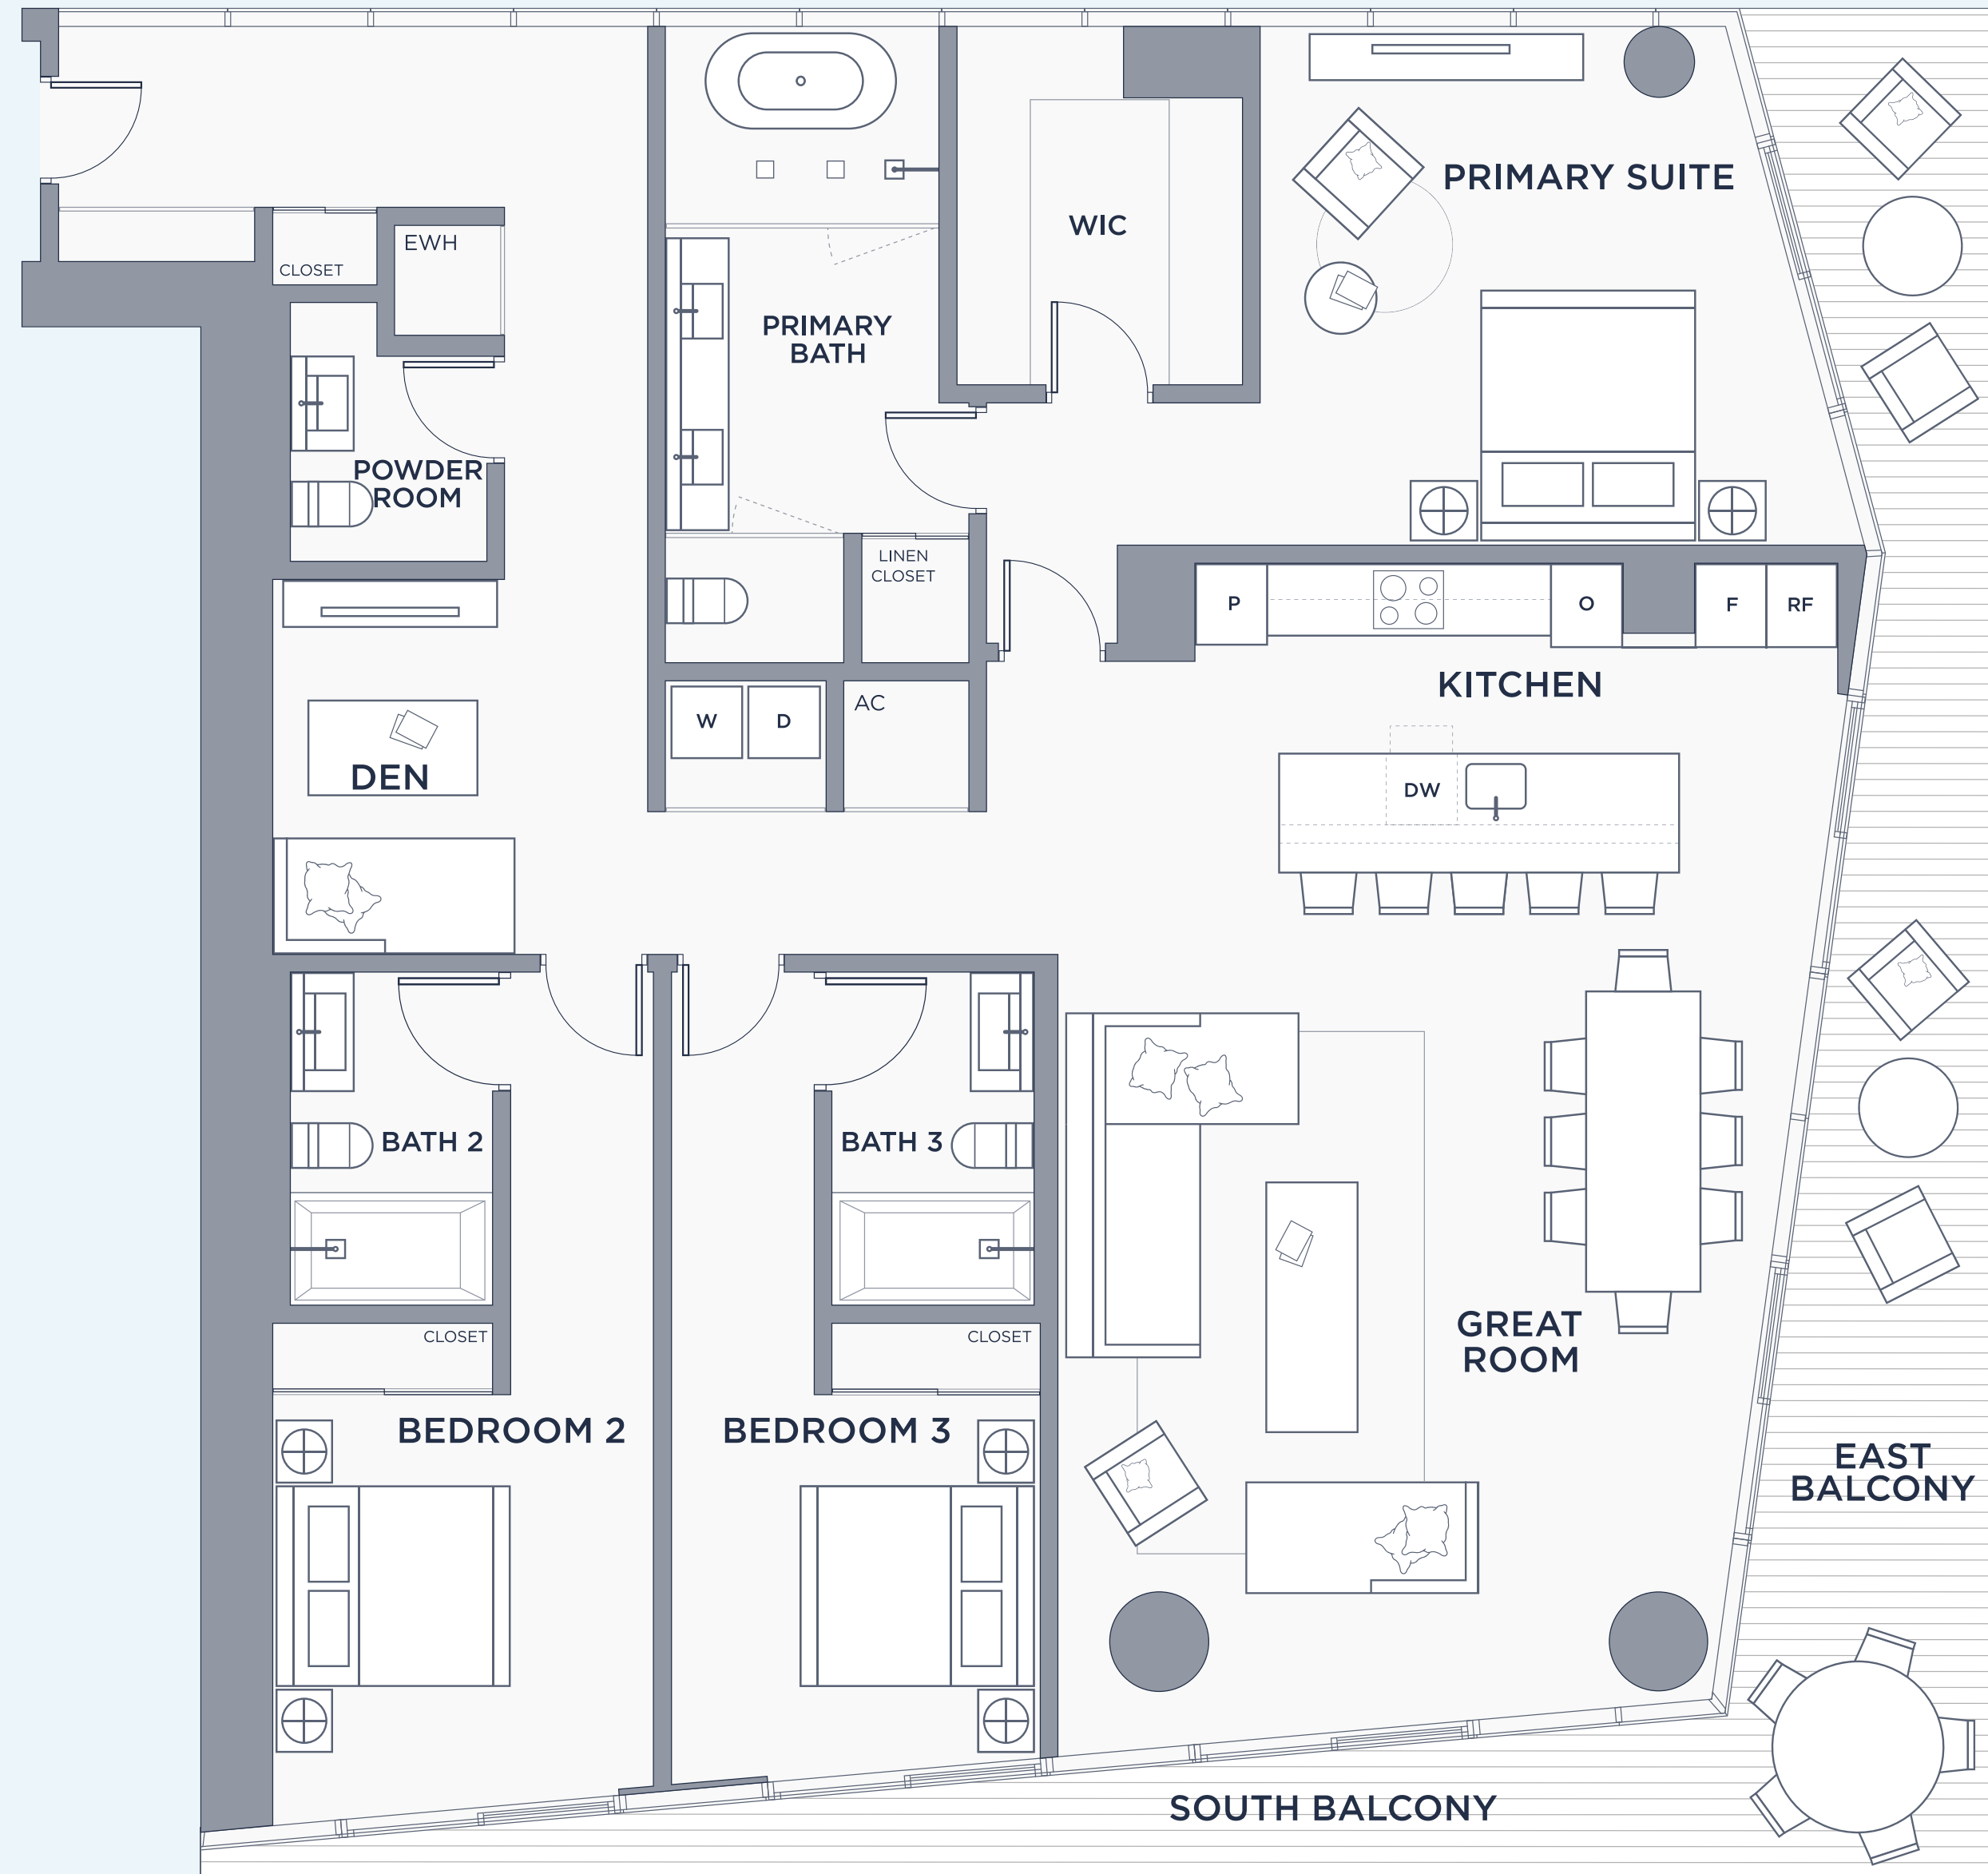 PRIMARY SUITE
WIC
EWH
CLOSET
PRIMARY
BATH
POWDER
ROOM
LINEN
CLOSET
P
O
F
RF
KITCHEN
AC
W
D
DEN
DW
BATH 2
BATH 3
GREAT
ROOM
CLOSET
CLOSET
BEDROOM 2
BEDROOM 3
EAST
BALCONY
SOUTH BALCONY